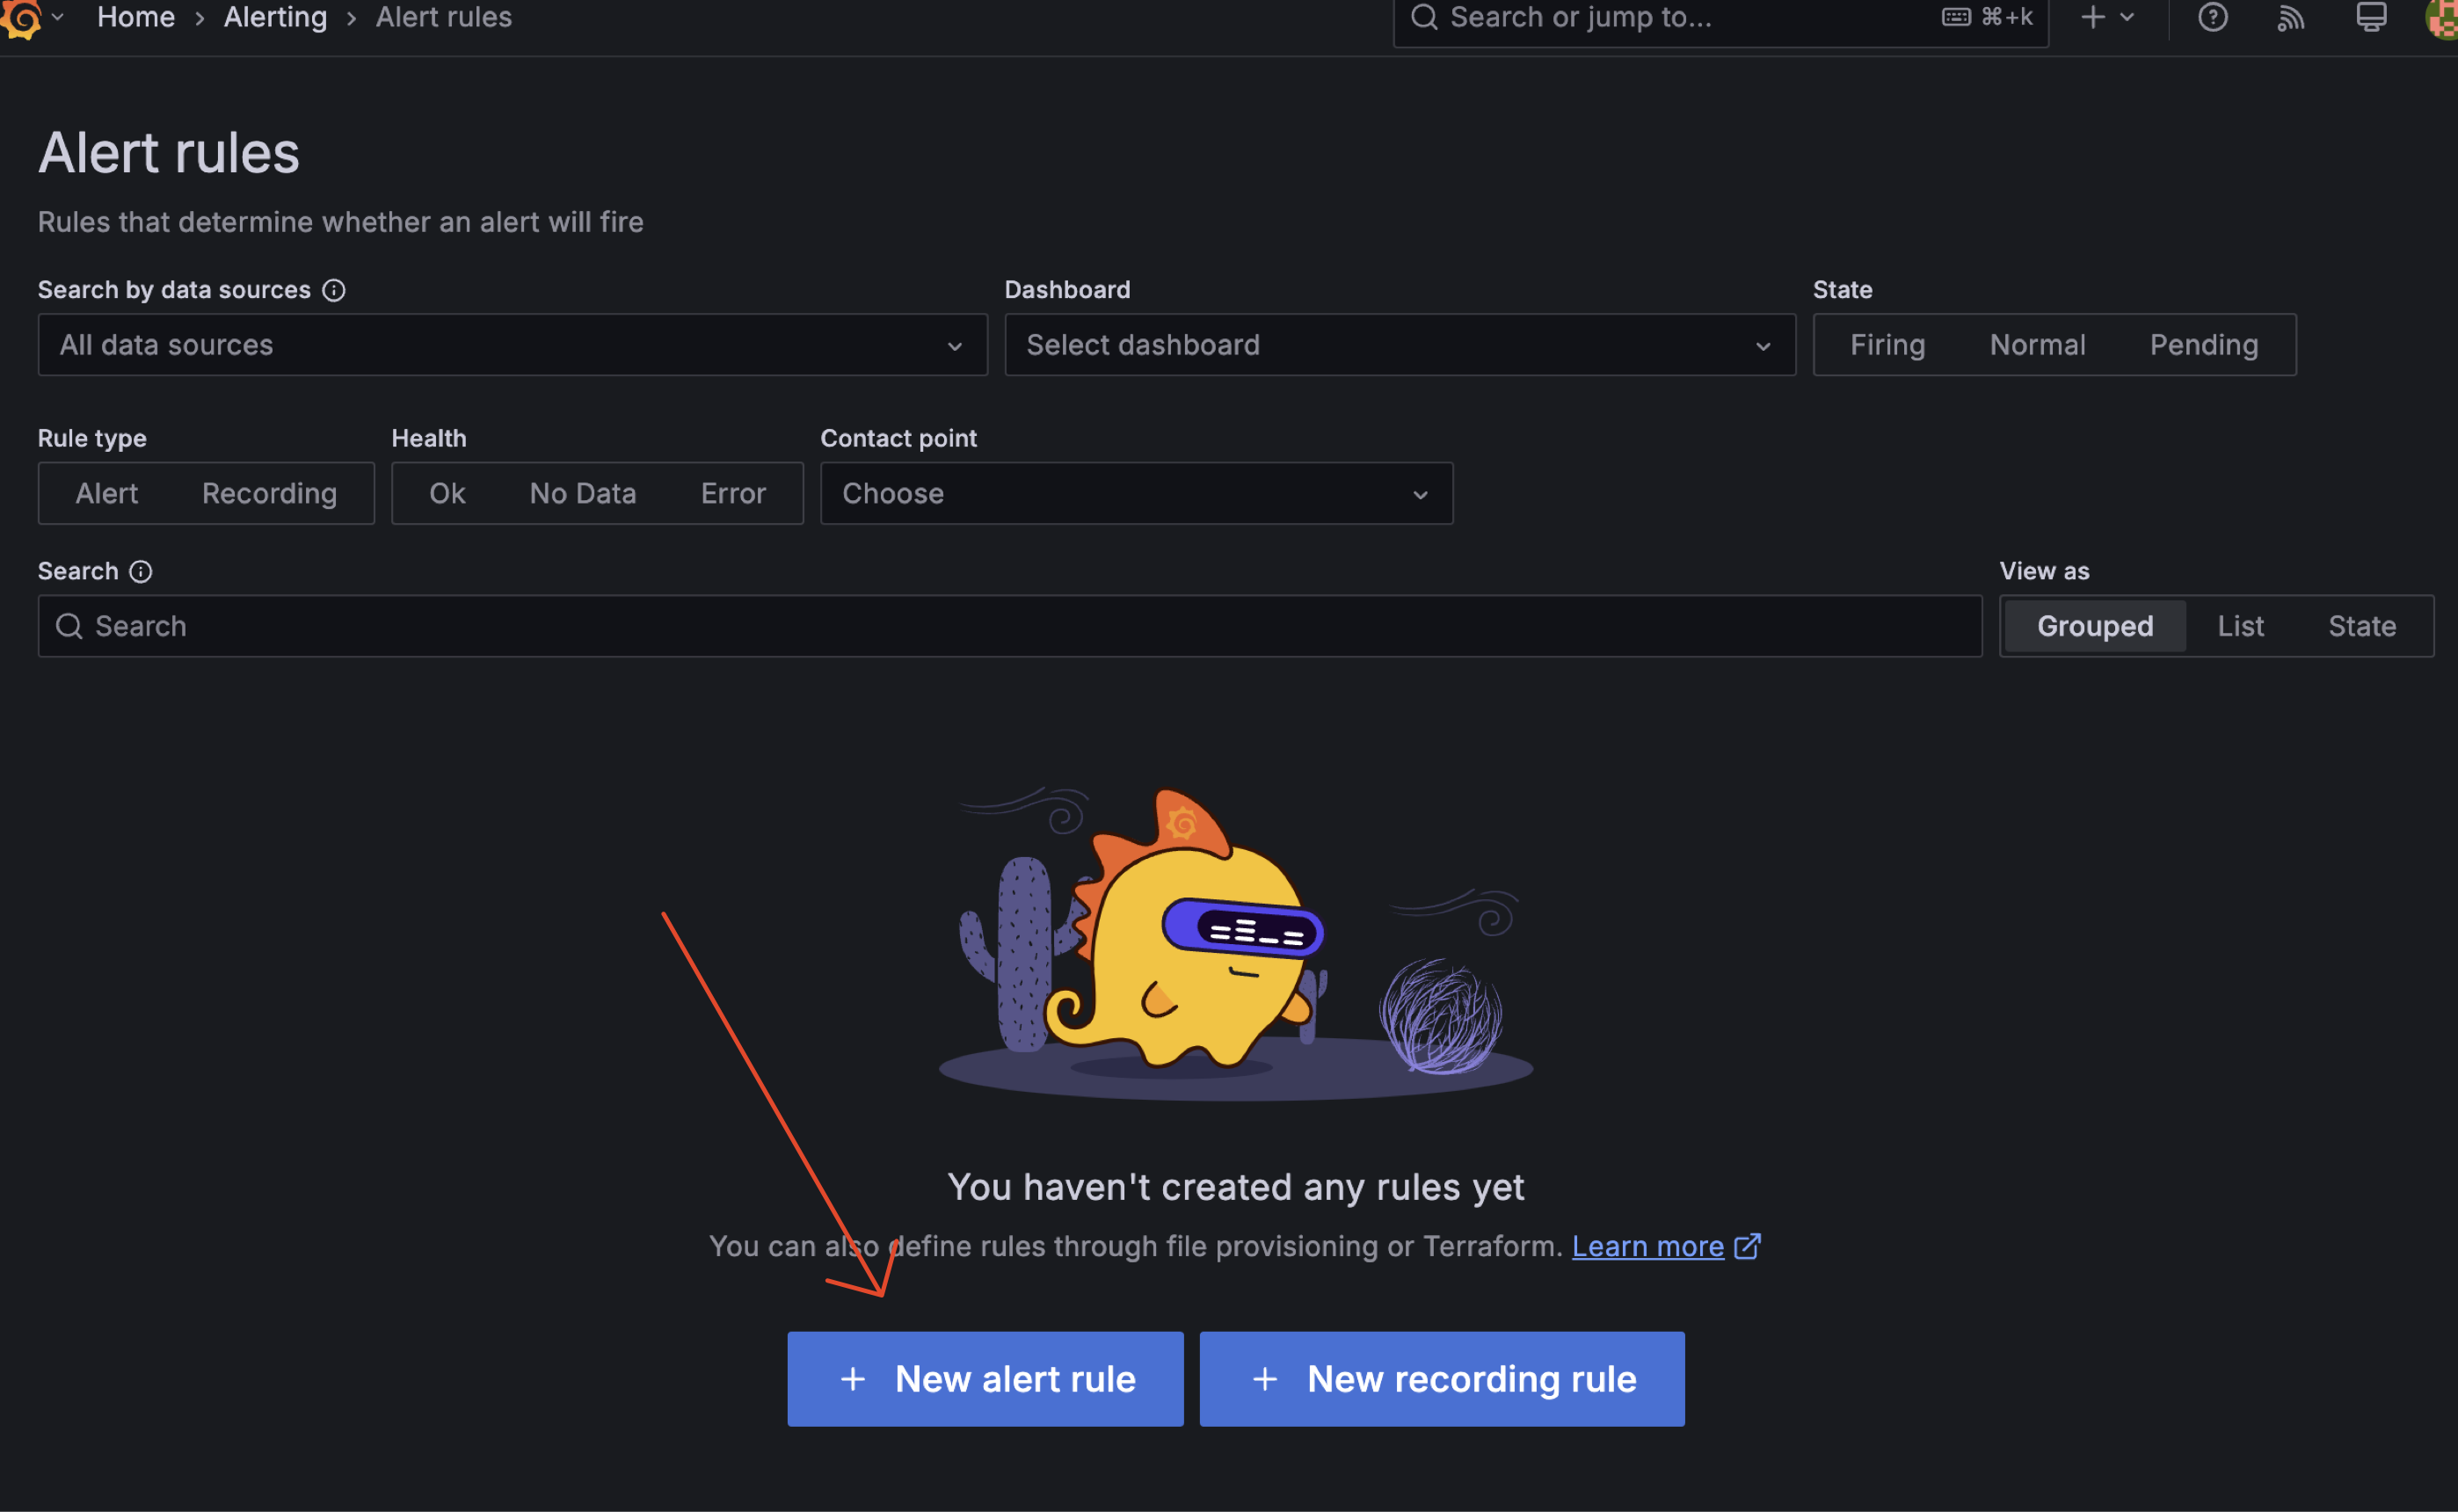 Home > Alerting > Alert rules
Search or jump to... ⌘+k
Alert rules
Rules that determine whether an alert will fire
Search by data sources Dashboard State
All data sources Select dashboard Firing Normal Pending
Rule type Health Contact point
Alert Recording Ok No Data Error Choose
Search View as
Search Grouped List State
You haven't created any rules yet
You can also define rules through file provisioning or Terraform. Learn more
+ New alert rule + New recording rule